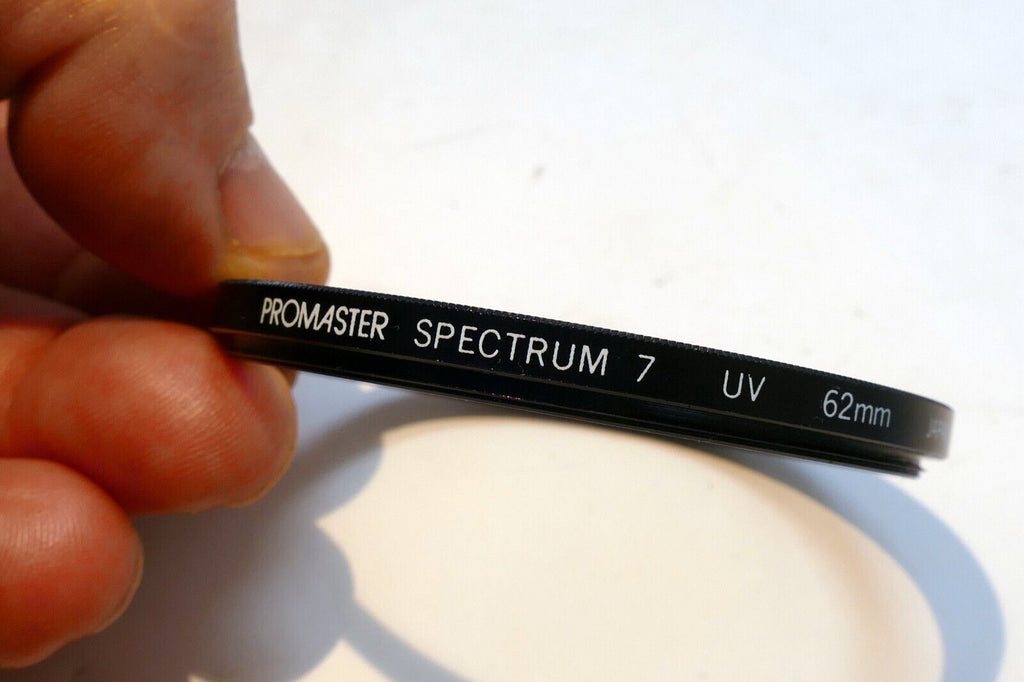 PROMASTER SPECTRUM 7 UV 62mm